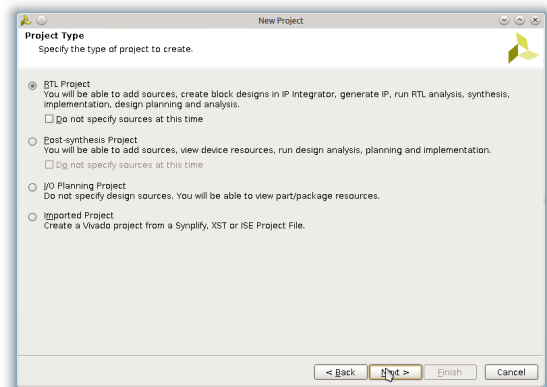 New Project
Project Type
Specify the type of project to create.
RTL Project
You will be able to add sources, create block designs in IP Integrator, generate IP, run RTL analysis, synthesis,
implementation, design planning and analysis.
Do not specify sources at this time
Post-synthesis Project
You will be able to add sources, view device resources, run design analysis, planning and implementation.
Do not specify sources at this time
I/O Planning Project
Do not specify design sources. You will be able to view part/package resources.
Imported Project
Create a Vivado project from a Synplify, XST or ISE Project File.
< Back Next > Finish Cancel